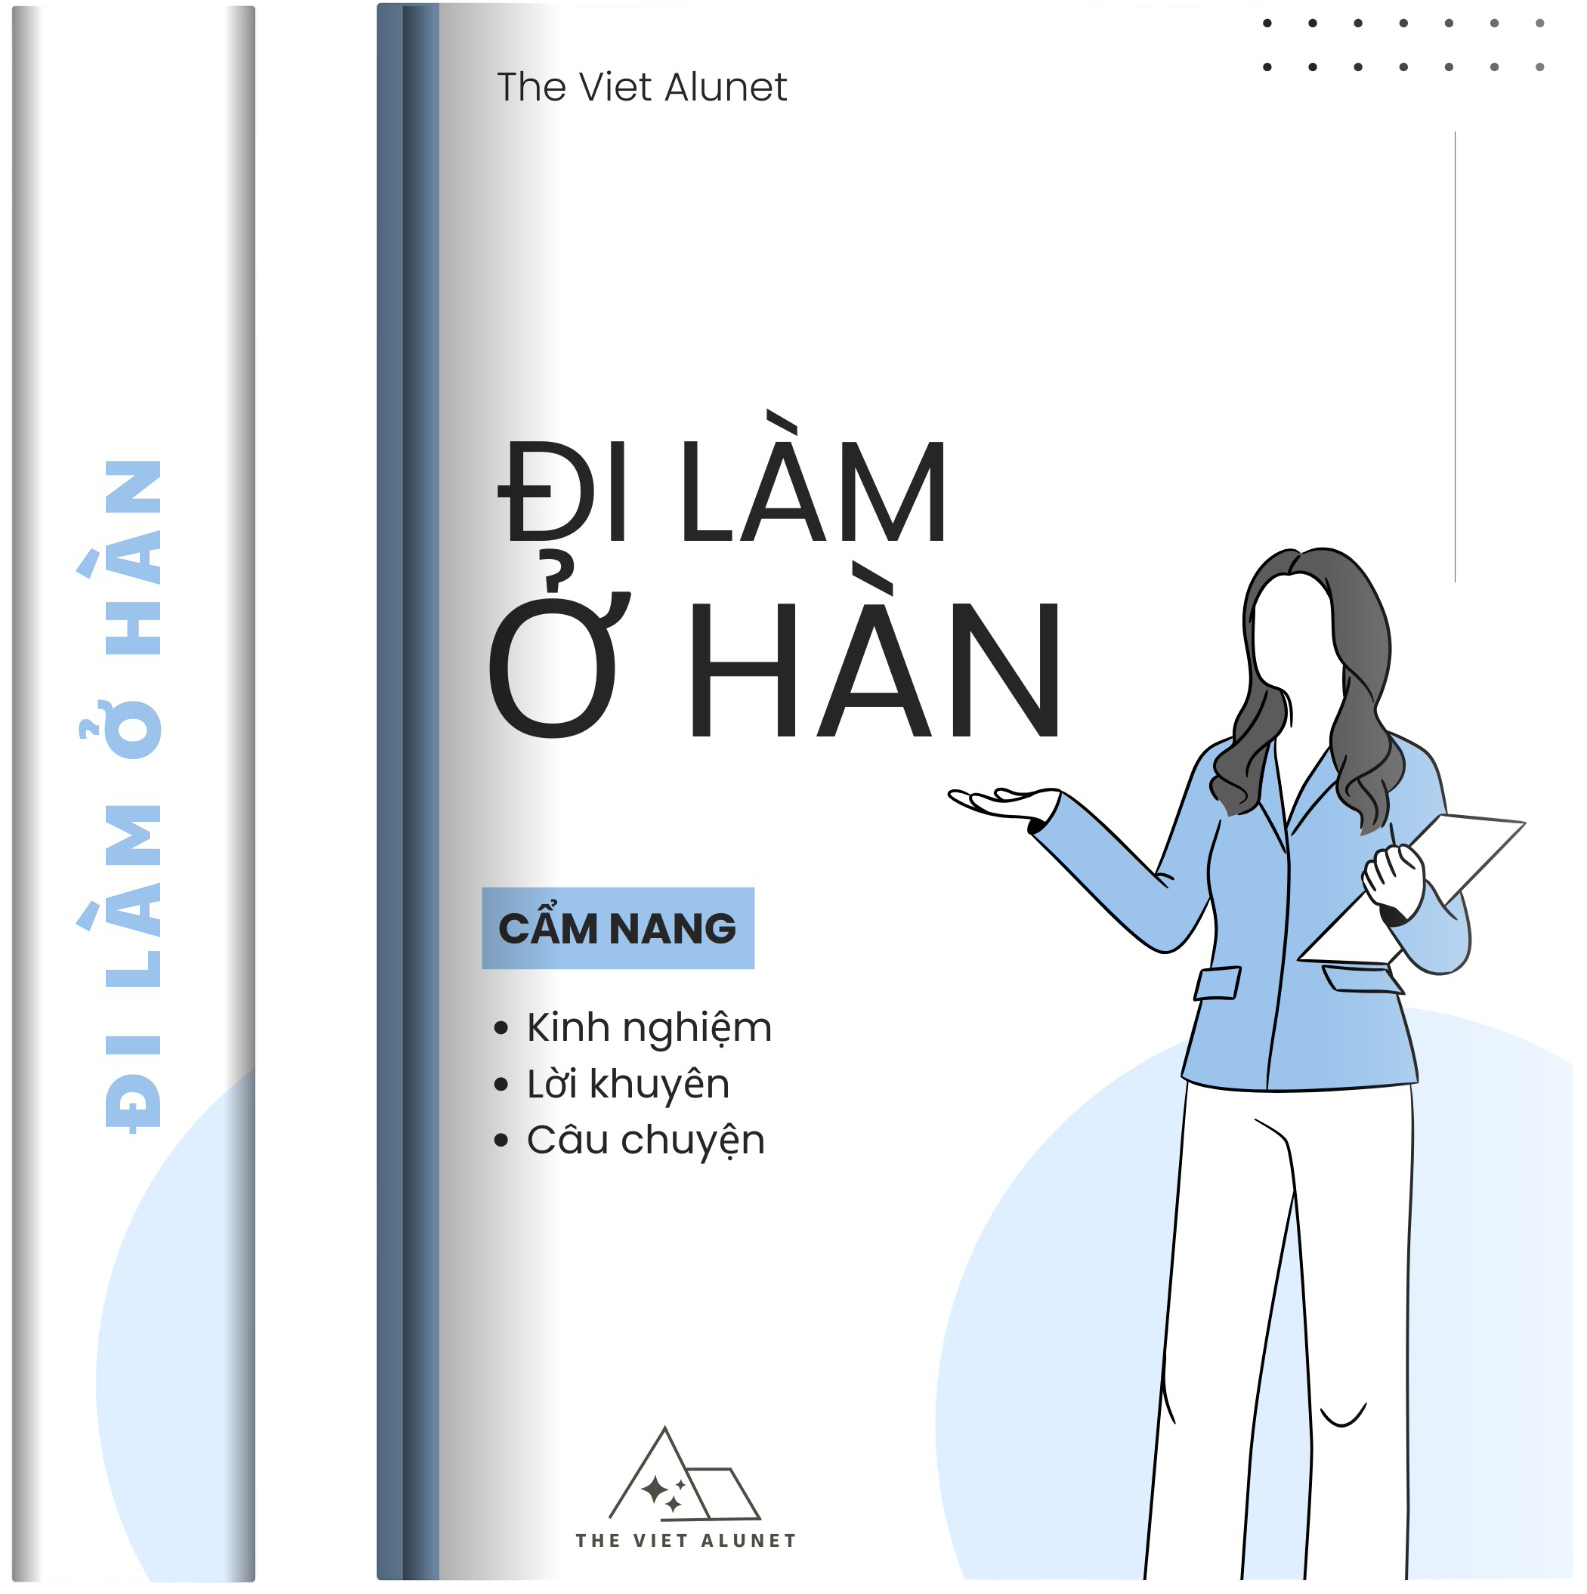 ĐI LÀM Ở HÀN
The Viet Alunet
ĐI LÀM
Ở HÀN
CẨM NANG
• Kinh nghiệm
• Lời khuyên
• Câu chuyện
THE VIET ALUNET